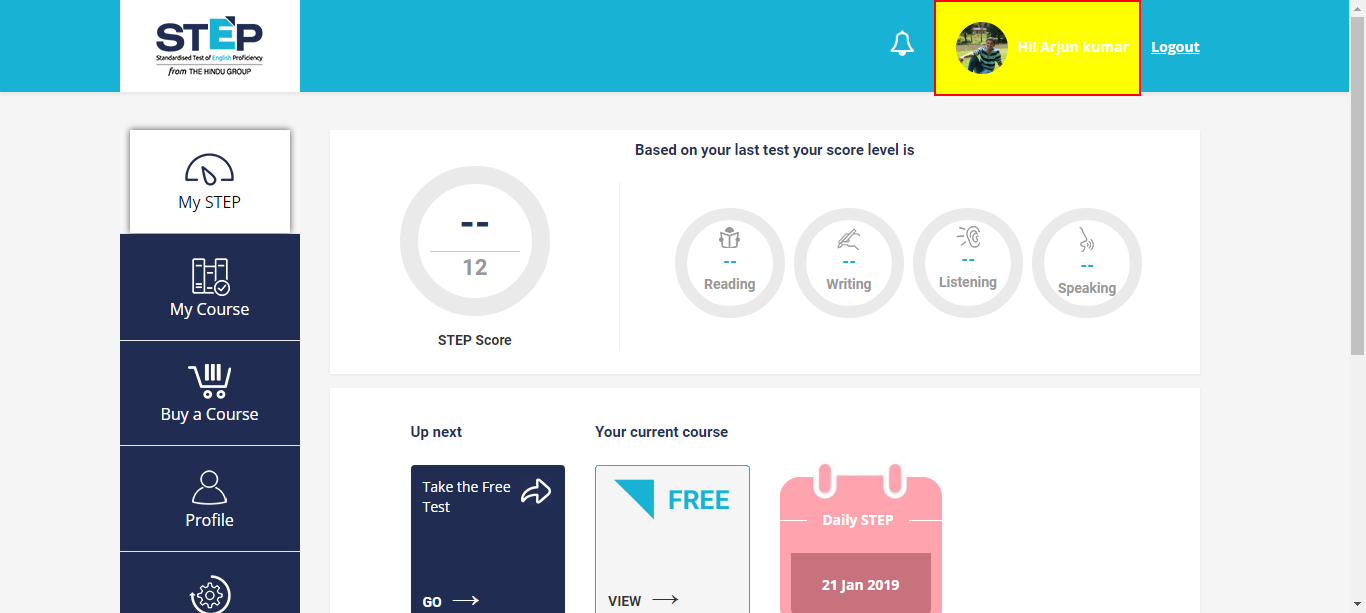 STEP
Standardised Test of English Proficiency
from THE HINDU GROUP
Hi! Arjun kumar
Logout
My STEP
My Course
Buy a Course
Profile
Based on your last test your score level is
--
12
STEP Score
--
Reading
--
Writing
--
Listening
--
Speaking
Up next
Take the Free
Test
GO
Your current course
FREE
VIEW
Daily STEP
21 Jan 2019